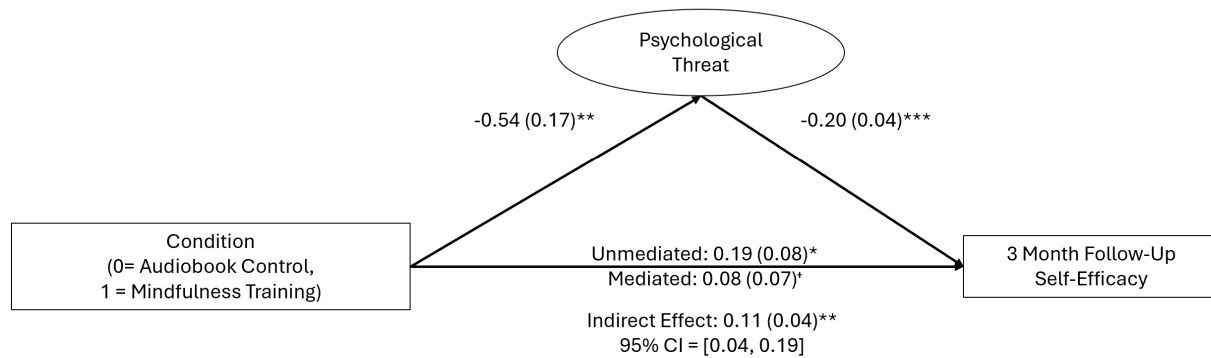 Psychological
Threat
-0.54 (0.17)**
-0.20 (0.04)***
Condition
(0= Audiobook Control,
1 = Mindfulness Training)
Unmediated: 0.19 (0.08)*
Mediated: 0.08 (0.07)†
3 Month Follow-Up
Self-Efficacy
Indirect Effect: 0.11 (0.04)**
95% CI = [0.04, 0.19]